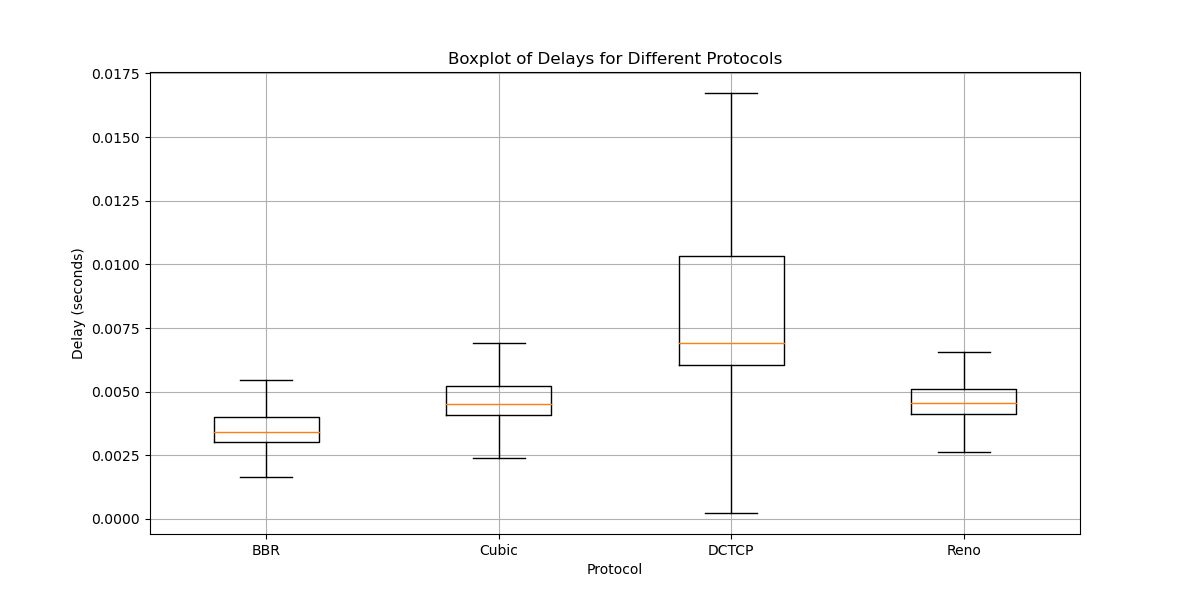 Boxplot of Delays for Different Protocols
0.0175
0.0150
0.0125
0.0100
0.0075
0.0050
0.0025
0.0000
Delay (seconds)
BBR Cubic DCTCP Reno
Protocol